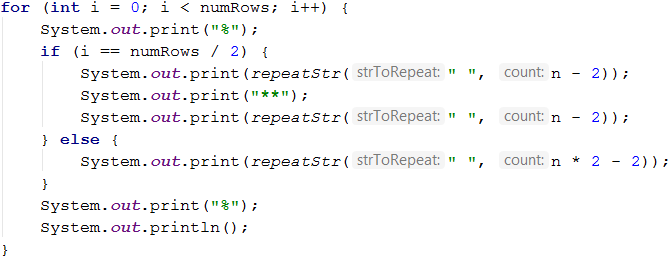 for (int i = 0; i < numRows; i++) {
    System.out.print("%");
    if (i == numRows / 2) {
        System.out.print(repeatStr( strToRepeat: " ", count: n - 2));
        System.out.print("**");
        System.out.print(repeatStr( strToRepeat: " ", count: n - 2));
    } else {
        System.out.print(repeatStr( strToRepeat: " ", count: n * 2 - 2));
    }
    System.out.print("%");
    System.out.println();
}